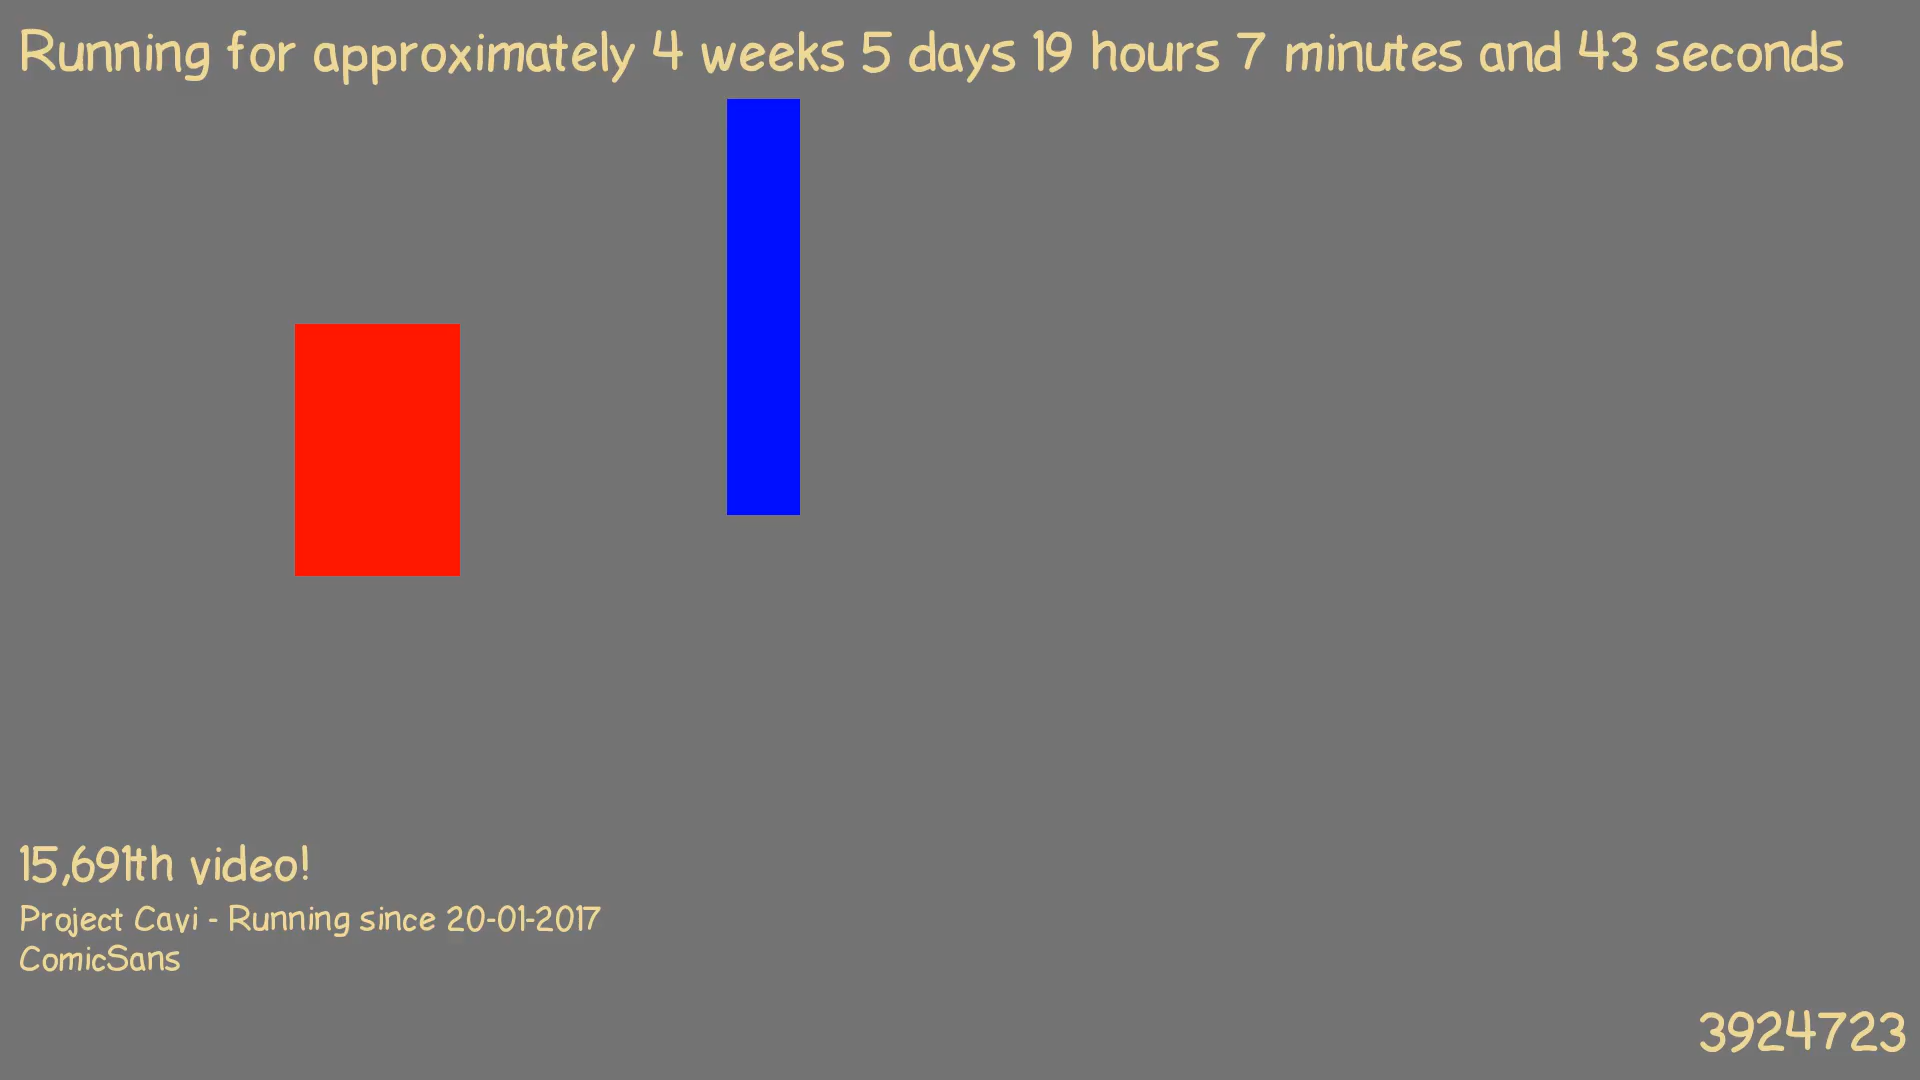 Running for approximately 4 weeks 5 days 19 hours 7 minutes and 43 seconds
15,691th video!
Project Cavi - Running since 20-01-2017
ComicSans
3924723